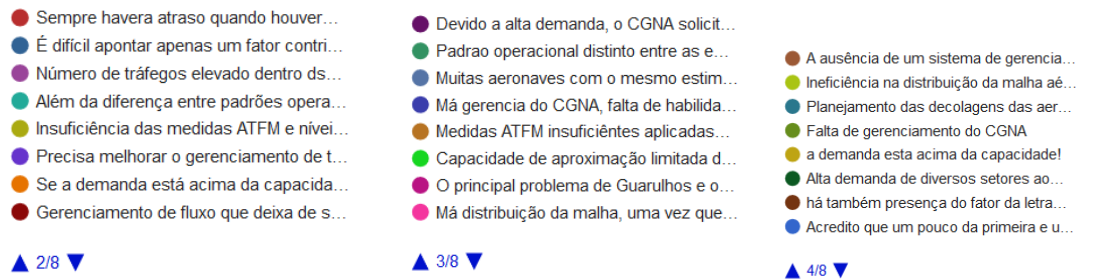 Sempre havera atraso quando houver…
É difícil apontar apenas um fator contri…
Número de tráfegos elevado dentro ds…
Além da diferença entre padrões opera…
Insuficiência das medidas ATFM e nívei…
Precisa melhorar o gerenciamento de t…
Se a demanda está acima da capacida…
Gerenciamento de fluxo que deixa de s…
▲ 2/8 ▼
Devido a alta demanda, o CGNA solicit…
Padrao operacional distinto entre as e…
Muitas aeronaves com o mesmo estim…
Má gerencia do CGNA, falta de habilida…
Medidas ATFM insuficiêntes aplicadas…
Capacidade de aproximação limitada d…
O principal problema de Guarulhos e o…
Má distribuição da malha, uma vez que…
▲ 3/8 ▼
A ausência de um sistema de gerencia…
Ineficiência na distribuição da malha aé…
Planejamento das decolagens das aer…
Falta de gerenciamento do CGNA
a demanda esta acima da capacidade!
Alta demanda de diversos setores ao…
há também presença do fator da letra…
Acredito que um pouco da primeira e u…
▲ 4/8 ▼